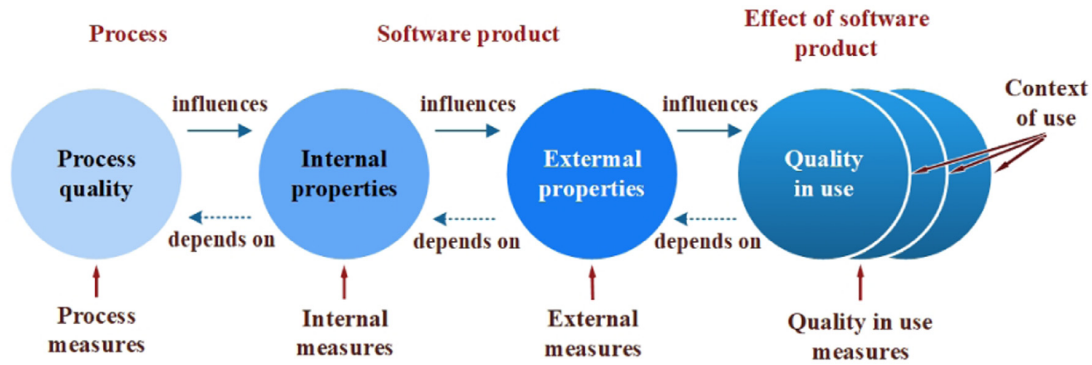 Process
Software product
Effect of software
product
influences
influences
influences
Context
of use
Process
quality
Internal
properties
Extermal
properties
Quality
in use
depends on
depends on
depends on
Process
measures
Internal
measures
External
measures
Quality in use
measures